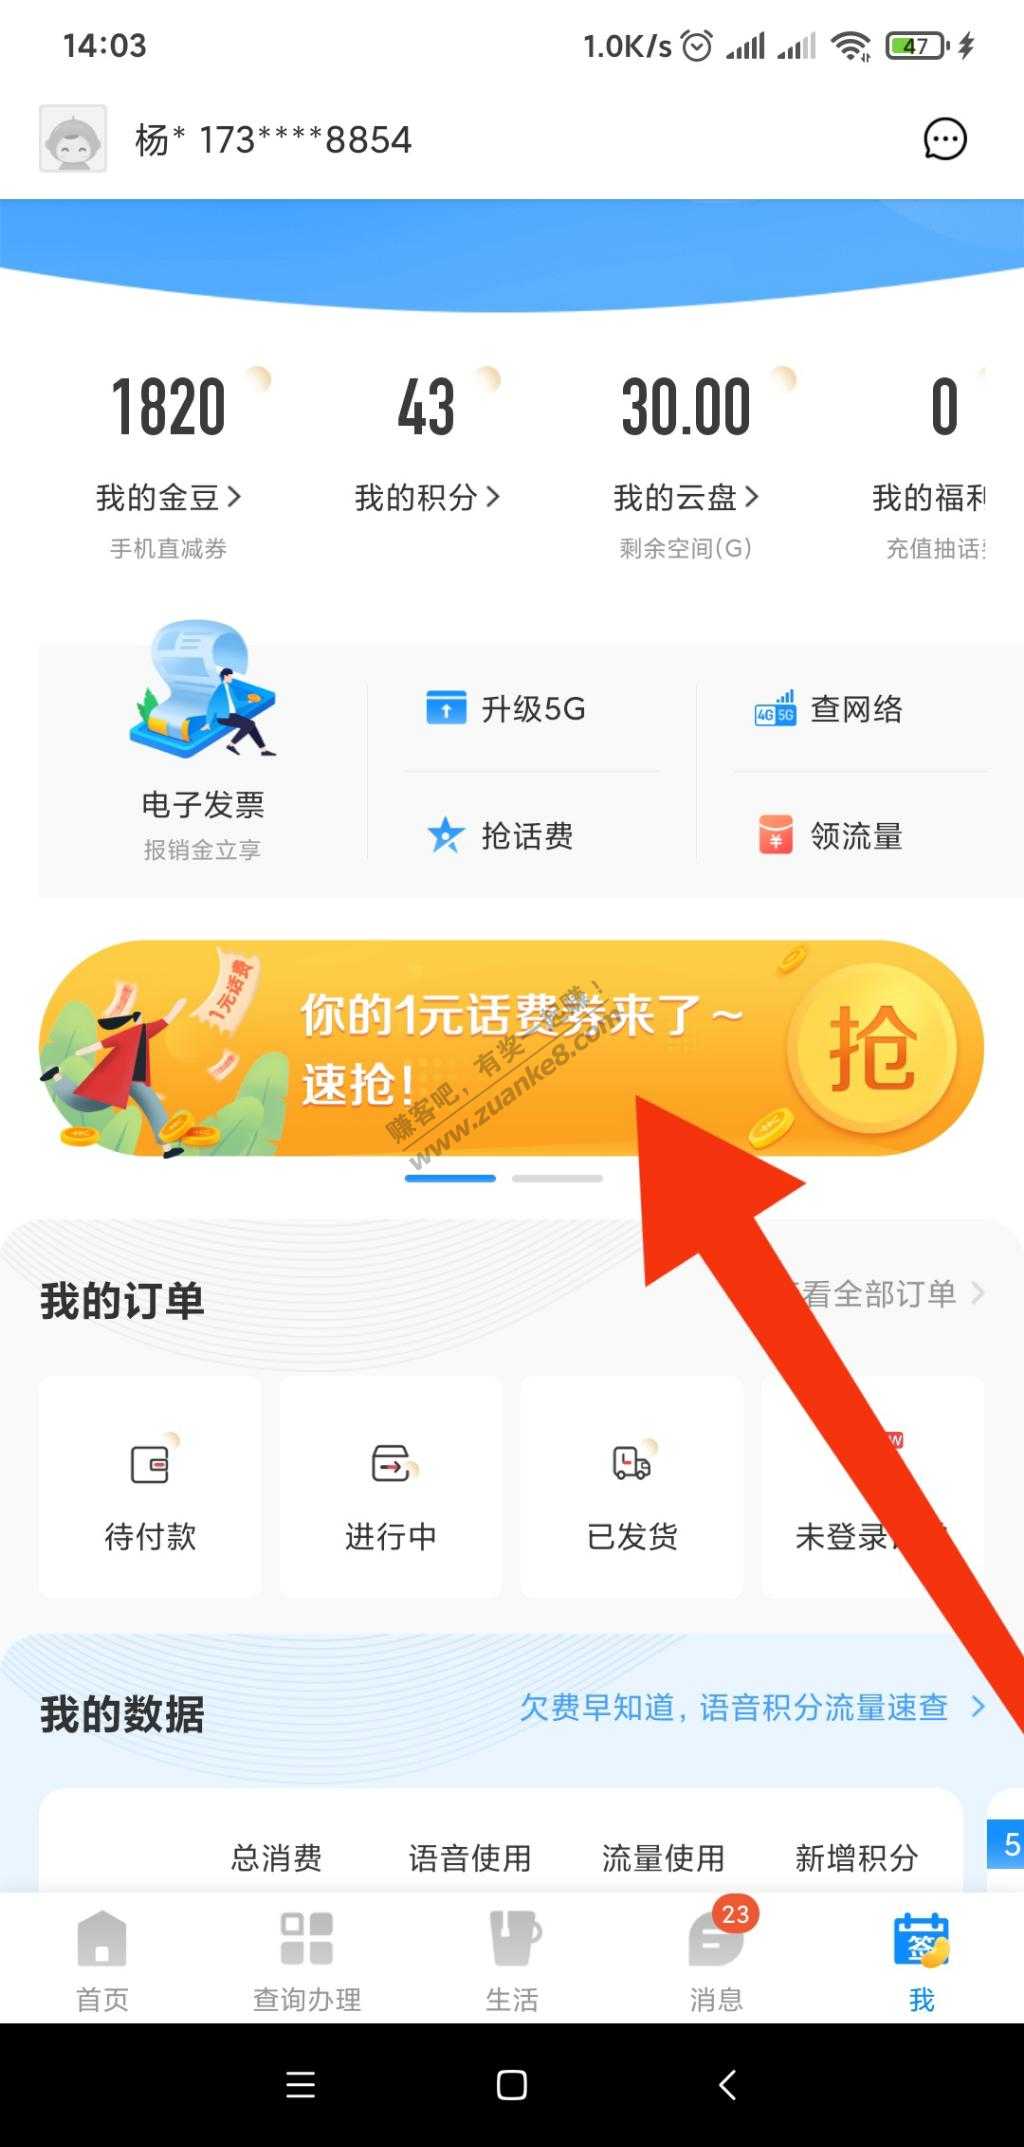 14:03 1.0K/s 47
杨* 173****8854
1820 43 30.00 0
我的金豆 我的积分 我的云盘 我的福利
手机直减券 剩余空间(G) 充值抽话
升级5G 查网络
电子发票
报销金立享
抢话费 领流量
1元话费
你的1元话费券来了~
速抢!
抢
赚客吧,有奖一起赚!
www.zuanke8.com
我的订单 看全部订单
待付款 进行中 已发货 未登录
我的数据 欠费早知道,语音积分流量速查
总消费 语音使用 流量使用 新增积分
5
23
签
首页 查询办理 生活 消息 我